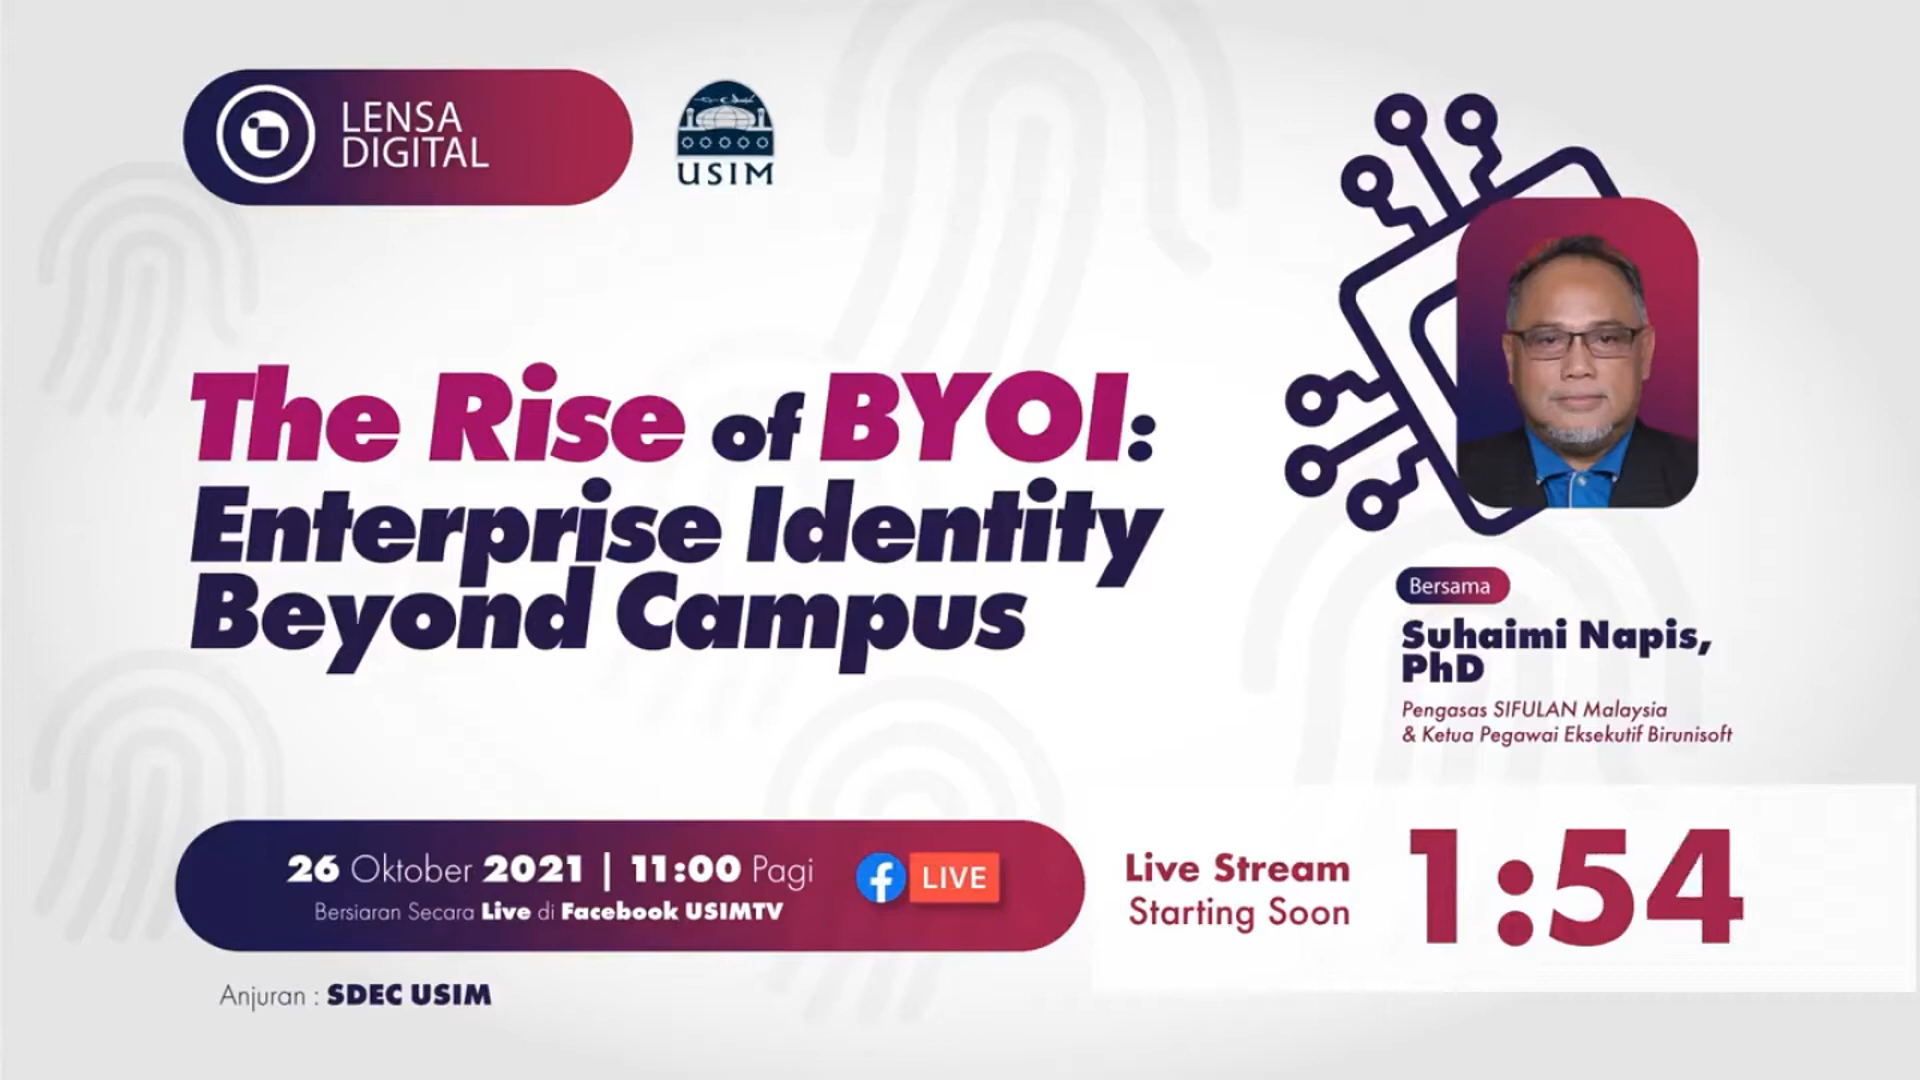 LENSA
DIGITAL
USIM
The Rise of BYOI:
Enterprise Identity
Beyond Campus
Bersama
Suhaimi Napis,
PhD
Pengasas SIFULAN Malaysia
& Ketua Pegawai Eksekutif Birunisoft
26 Oktober 2021 | 11:00 Pagi
Bersiaran Secara Live di Facebook USIMTV
f LIVE
Live Stream
Starting Soon
1:54
Anjuran : SDEC USIM